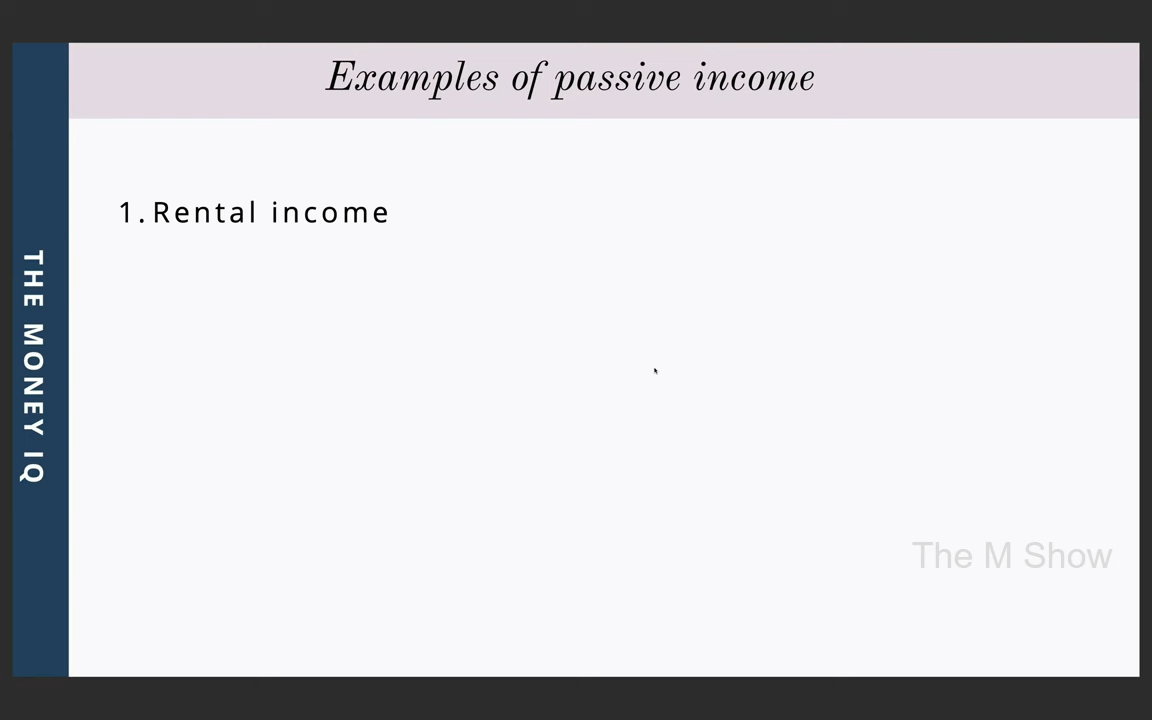 Examples of passive income
1. Rental income
THE MONEY IQ
The M Show